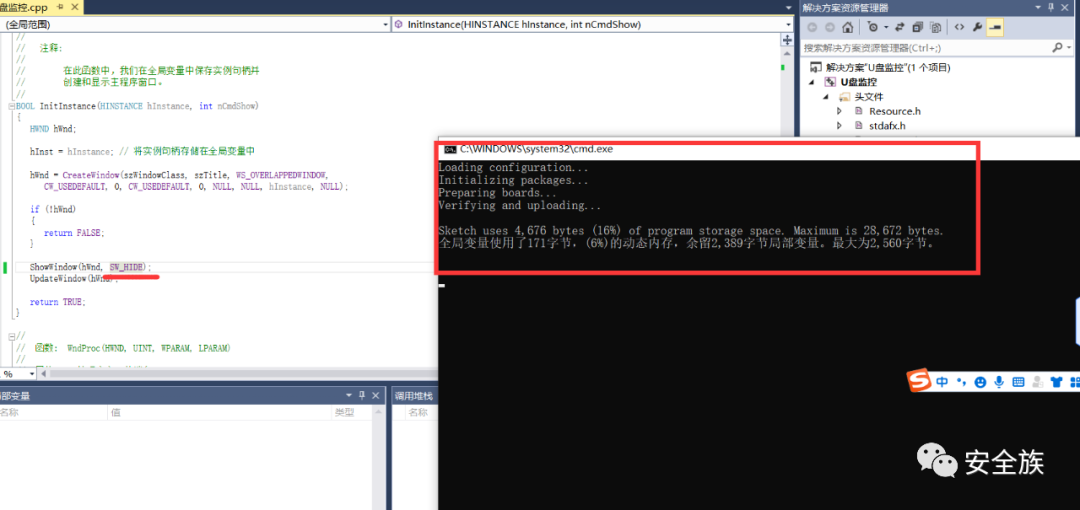 盘监控.cpp
(全局范围)
InitInstance(HINSTANCE hInstance, int nCmdShow)
//
// 注释:
//
// 在此函数中，我们在全局变量中保存实例句柄并
// 创建和显示主程序窗口。
//
BOOL InitInstance(HINSTANCE hInstance, int nCmdShow)
{
HWND hWnd;
hInst = hInstance; // 将实例句柄存储在全局变量中
hWnd = CreateWindow(szWindowClass, szTitle, WS_OVERLAPPEDWINDOW,
CW_USEDEFAULT, 0, CW_USEDEFAULT, 0, NULL, NULL, hInstance, NULL);
if (!hWnd)
{
return FALSE;
}
ShowWindow(hWnd, SW_HIDE);
UpdateWindow(hWnd);
return TRUE;
}
//
// 函数: WndProc(HWND, UINT, WPARAM, LPARAM)
//
%
部变量
名称 值 类型
调用堆栈
名称
解决方案资源管理器
搜索解决方案资源管理器(Ctrl+;)
解决方案"U盘监控"(1 个项目)
U盘监控
头文件
Resource.h
stdafx.h
C:\WINDOWS\system32\cmd.exe
Loading configuration...
Initializing packages...
Preparing boards...
Verifying and uploading...
Sketch uses 4,676 bytes (16%) of program storage space. Maximum is 28,672 bytes.
全局变量使用了171字节，(6%)的动态内存，余留2,389字节局部变量。最大为2,560字节。
中
安全族